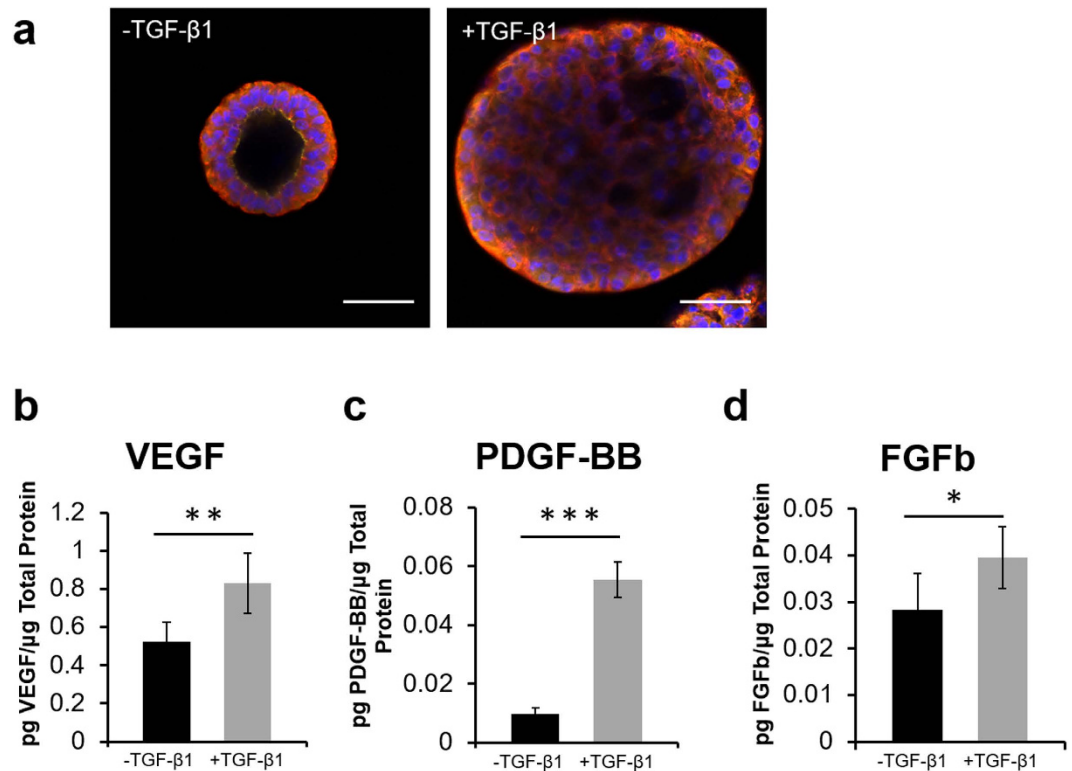 a
-TGF-β1
+TGF-β1
b
VEGF
pg VEGF/µg Total Protein
1.2
1
0.8
0.6
0.4
0.2
0
**
-TGF-β1 +TGF-β1
c
PDGF-BB
pg PDGF-BB/µg Total
Protein
0.08
0.06
0.04
0.02
0
***
-TGF-β1 +TGF-β1
d
FGFb
pg FGFb/µg Total Protein
0.05
0.04
0.03
0.02
0.01
0
*
-TGF-β1 +TGF-β1